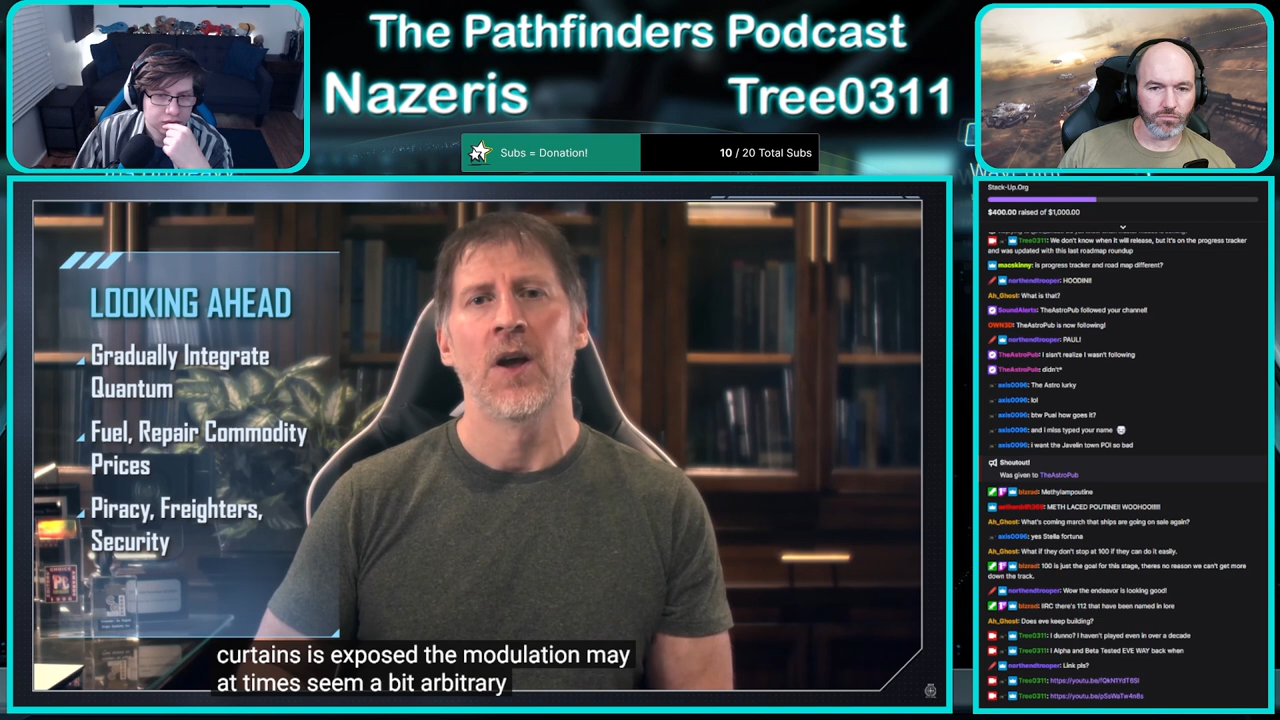 The Pathfinders Podcast
Nazeris
Tree0311
Subs = Donation!
10 / 20 Total Subs
LOOKING AHEAD
Gradually Integrate
Quantum
Fuel, Repair Commodity
Prices
Piracy, Freighters,
Security
CHOICE
PC
curtains is exposed the modulation may
at times seem a bit arbitrary
Stack-Up.Org
$400.00 raised of $1,000.00
Tree0311: We don't know when it will release, but it's on the progress tracker
and was updated with this last roadmap roundup
macskinny: is progress tracker and road map different?
northendtrooper: HOODIN!!
Ah_Ghost: What is that?
SoundAlerts: TheAstroPub followed your channel!
OWN3D: TheAstroPub is now following!
northendtrooper: PAUL!
TheAstroPub: I sisn't realize I wasn't following
TheAstroPub: didn't*
axis0096: The Astro lurky
axis0096: lol
axis0096: btw Pual how goes it?
axis0096: and I miss typed your name
axis0096: i want the Javelin town POI so bad
Shoutout!
Was given to TheAstroPub
blzrad: Methylampoutine
METH LACED POUTINE!! WOOHOO!!!!!
Ah_Ghost: What's coming march that ships are going on sale again?
axis0096: yes Stella fortuna
Ah_Ghost: What if they don't stop at 100 if they can do it easily.
blzrad: 100 is just the goal for this stage, theres no reason we can't get more
down the track.
northendtrooper: Wow the endeavor is looking good!
blzrad: IIRC there's 112 that have been named in lore
Ah_Ghost: Does eve keep building?
Tree0311: I dunno? I haven't played even in over a decade
Tree0311: I Alpha and Beta Tested EVE WAY back when
northendtrooper: Link pls?
Tree0311:
Tree0311: